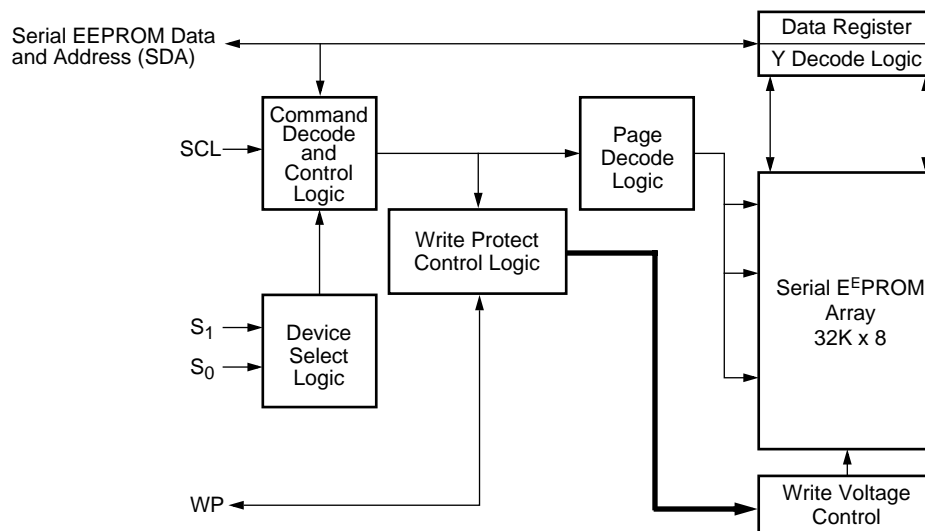 Serial EEPROM Data
and Address (SDA)
Data Register
Y Decode Logic
SCL
Command
Decode
and
Control
Logic
Page
Decode
Logic
Write Protect
Control Logic
S1
S0
Device
Select
Logic
Serial EEPROM
Array
32K x 8
WP
Write Voltage
Control